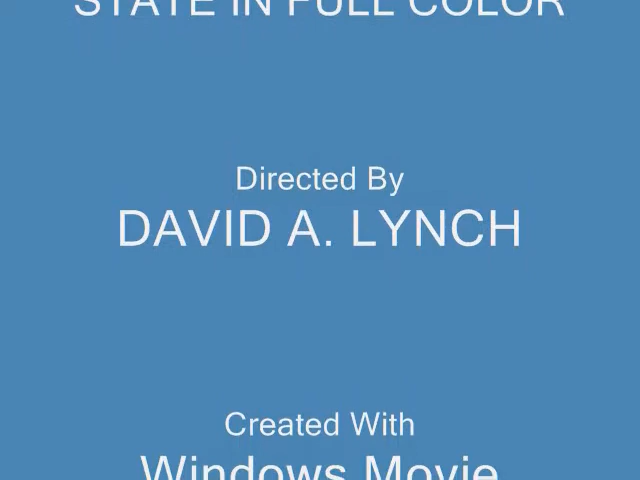 STATE IN FULL COLOR
Directed By
DAVID A. LYNCH
Created With
Windows Movie